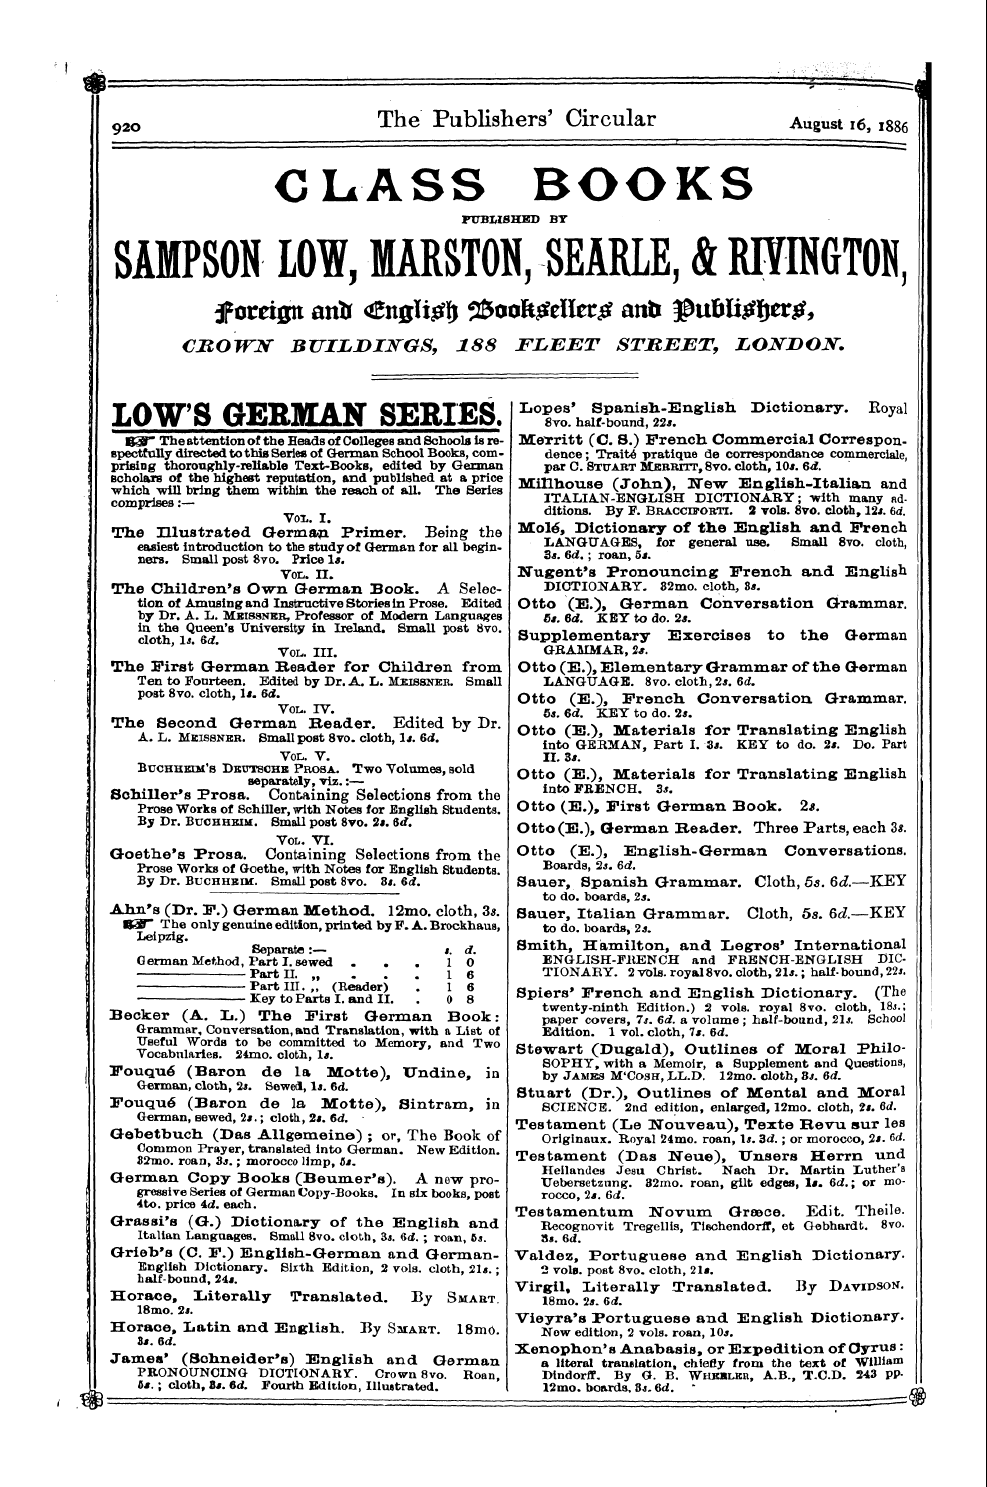 920
The Publishers' Circular
August 16, 1886
CLASS BOOKS
PUBLISHED BY
SAMPSON LOW, MARSTON, SEARLE, & RIVINGTON,
Foreign and English Booksellers and Publishers,
CROWN BUILDINGS, 188 FLEET STREET, LONDON.
LOW'S GERMAN SERIES.
☞ The attention of the Heads of Colleges and Schools is re-
spectfully directed to this Series of German School Books, com-
prising thoroughly-reliable Text-Books, edited by German
scholars of the highest reputation, and published at a price
which will bring them within the reach of all. The Series
comprises :—
VOL. I.
The Illustrated German Primer. Being the
easiest introduction to the study of German for all begin-
ners. Small post 8vo. Price 1s.
VOL. II.
The Children's Own German Book. A Selec-
tion of Amusing and Instructive Stories in Prose. Edited
by Dr. A. L. MEISSNER, Professor of Modern Languages
in the Queen's University in Ireland. Small post 8vo.
cloth, 1s. 6d.
VOL. III.
The First German Reader for Children from
Ten to Fourteen. Edited by Dr. A. L. MEISSNER. Small
post 8vo. cloth, 1s. 6d.
VOL. IV.
The Second German Reader. Edited by Dr.
A. L. MEISSNER. Small post 8vo. cloth, 1s. 6d.
VOL. V.
BUCHHEIM'S DEUTSCHE PROSA. Two Volumes, sold
separately, viz. :—
Schiller's Prosa. Containing Selections from the
Prose Works of Schiller, with Notes for English Students.
By Dr. BUCHHEIM. Small post 8vo. 2s. 6d.
VOL. VI.
Goethe's Prosa. Containing Selections from the
Prose Works of Goethe, with Notes for English Students.
By Dr. BUCHHEIM. Small post 8vo. 3s. 6d.
Ahn's (Dr. F.) German Method. 12mo. cloth, 3s.
☞ The only genuine edition, printed by F. A. Brockhaus,
Leipzig.
Separate :— s. d.
German Method, Part I. sewed . . . 1 0
——— Part II. „ . . . 1 6
——— Part III. „ (Reader) . 1 6
——— Key to Parts I. and II. . 0 8
Becker (A. L.) The First German Book:
Grammar, Conversation, and Translation, with a List of
Useful Words to be committed to Memory, and Two
Vocabularies. 24mo. cloth, 1s.
Fouqué (Baron de la Motte), Undine, in
German, cloth, 2s. Sewed, 1s. 6d.
Fouqué (Baron de la Motte), Sintram, in
German, sewed, 2s.; cloth, 2s. 6d.
Gebetbuch (Das Allgemeine); or, The Book of
Common Prayer, translated into German. New Edition.
32mo. roan, 3s.; morocco limp, 5s.
German Copy Books (Beumer's). A new pro-
gressive Series of German Copy-Books. In six books, post
4to. price 4d. each.
Grassi's (G.) Dictionary of the English and
Italian Languages. Small 8vo. cloth, 3s. 6d.; roan, 5s.
Grieb's (C. F.) English-German and German-
English Dictionary. Sixth Edition, 2 vols. cloth, 21s.;
half-bound, 24s.
Horace, Literally Translated. By SMART.
18mo. 2s.
Horace, Latin and English. By SMART. 18mo.
3s. 6d.
James' (Schneider's) English and German
PRONOUNCING DICTIONARY. Crown 8vo. Roan,
5s.; cloth, 3s. 6d. Fourth Edition, Illustrated.
Lopes' Spanish-English Dictionary. Royal
8vo. half-bound, 22s.
Merritt (C. S.) French Commercial Correspon-
dence; Traité pratique de correspondance commerciale,
par C. STUART MERRITT, 8vo. cloth, 10s. 6d.
Millhouse (John), New English-Italian and
ITALIAN-ENGLISH DICTIONARY; with many ad-
ditions. By F. BRACCIFORTI. 2 vols. 8vo. cloth, 12s. 6d.
Molé, Dictionary of the English and French
LANGUAGES, for general use. Small 8vo. cloth,
3s. 6d.; roan, 5s.
Nugent's Pronouncing French and English
DICTIONARY. 32mo. cloth, 3s.
Otto (E.), German Conversation Grammar.
5s. 6d. KEY to do. 2s.
Supplementary Exercises to the German
GRAMMAR, 2s.
Otto (E.), Elementary Grammar of the German
LANGUAGE. 8vo. cloth, 2s. 6d.
Otto (E.), French Conversation Grammar.
5s. 6d. KEY to do. 2s.
Otto (E.), Materials for Translating English
into GERMAN, Part I. 3s. KEY to do. 2s. Do. Part
II. 3s.
Otto (E.), Materials for Translating English
into FRENCH. 3s.
Otto (E.), First German Book. 2s.
Otto (E.), German Reader. Three Parts, each 3s.
Otto (E.), English-German Conversations.
Boards, 2s. 6d.
Sauer, Spanish Grammar. Cloth, 5s. 6d.—KEY
to do. boards, 2s.
Sauer, Italian Grammar. Cloth, 5s. 6d.—KEY
to do. boards, 2s.
Smith, Hamilton, and Legros' International
ENGLISH-FRENCH and FRENCH-ENGLISH DIC-
TIONARY. 2 vols. royal 8vo. cloth, 21s.; half-bound, 22s.
Spiers' French and English Dictionary. (The
twenty-ninth Edition.) 2 vols. royal 8vo. cloth, 18s.;
paper covers, 7s. 6d. a volume; half-bound, 21s. School
Edition. 1 vol. cloth, 7s. 6d.
Stewart (Dugald), Outlines of Moral Philo-
SOPHY, with a Memoir, a Supplement and Questions,
by JAMES M'COSH, LL.D. 12mo. cloth, 3s. 6d.
Stuart (Dr.), Outlines of Mental and Moral
SCIENCE. 2nd edition, enlarged, 12mo. cloth, 2s. 6d.
Testament (Le Nouveau), Texte Revu sur les
Originaux. Royal 24mo. roan, 1s. 3d.; or morocco, 2s. 6d.
Testament (Das Neue), Unsers Herrn und
Heilandes Jesu Christ. Nach Dr. Martin Luther's
Uebersetzung. 32mo. roan, gilt edges, 1s. 6d.; or mo-
rocco, 2s. 6d.
Testamentum Novum Græce. Edit. Theile.
Recognovit Tregellis, Tischendorff, et Gebhardt. 8vo.
3s. 6d.
Valdez, Portuguese and English Dictionary.
2 vols. post 8vo. cloth, 21s.
Virgil, Literally Translated. By DAVIDSON.
18mo. 2s. 6d.
Vieyra's Portuguese and English Dictionary.
New edition, 2 vols. roan, 10s.
Xenophon's Anabasis, or Expedition of Cyrus:
a literal translation, chiefly from the text of William
Dindorff. By G. B. WHEELER, A.B., T.C.D. 243 pp.
12mo. boards, 3s. 6d.